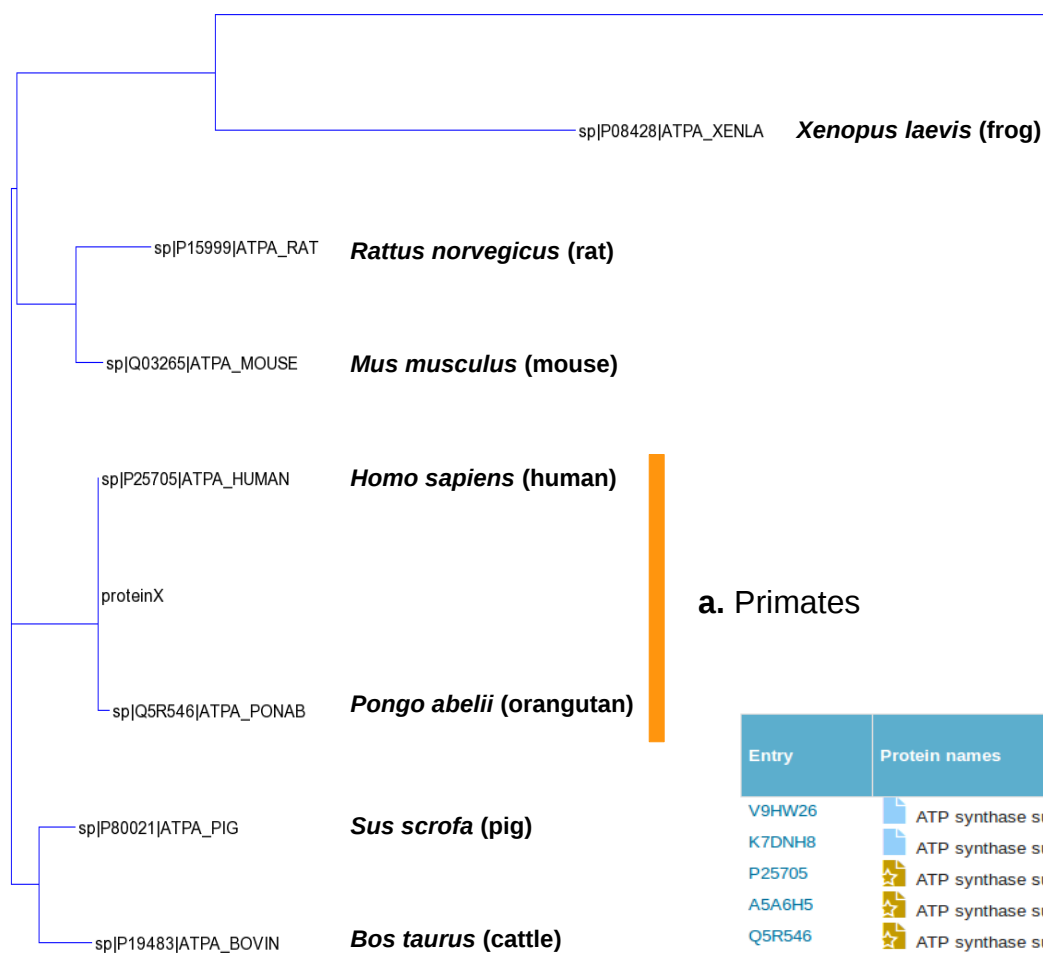 sp|P08428|ATPA_XENLA Xenopus laevis (frog)
sp|P15999|ATPA_RAT Rattus norvegicus (rat)
sp|Q03265|ATPA_MOUSE Mus musculus (mouse)
sp|P25705|ATPA_HUMAN Homo sapiens (human)
proteinX
a. Primates
sp|Q5R546|ATPA_PONAB Pongo abelii (orangutan)
Entry Protein names
V9HW26 ATP synthase su
K7DNH8 ATP synthase su
P25705 ATP synthase su
A5A6H5 ATP synthase su
Q5R546 ATP synthase su
sp|P80021|ATPA_PIG Sus scrofa (pig)
sp|P19483|ATPA_BOVIN Bos taurus (cattle)